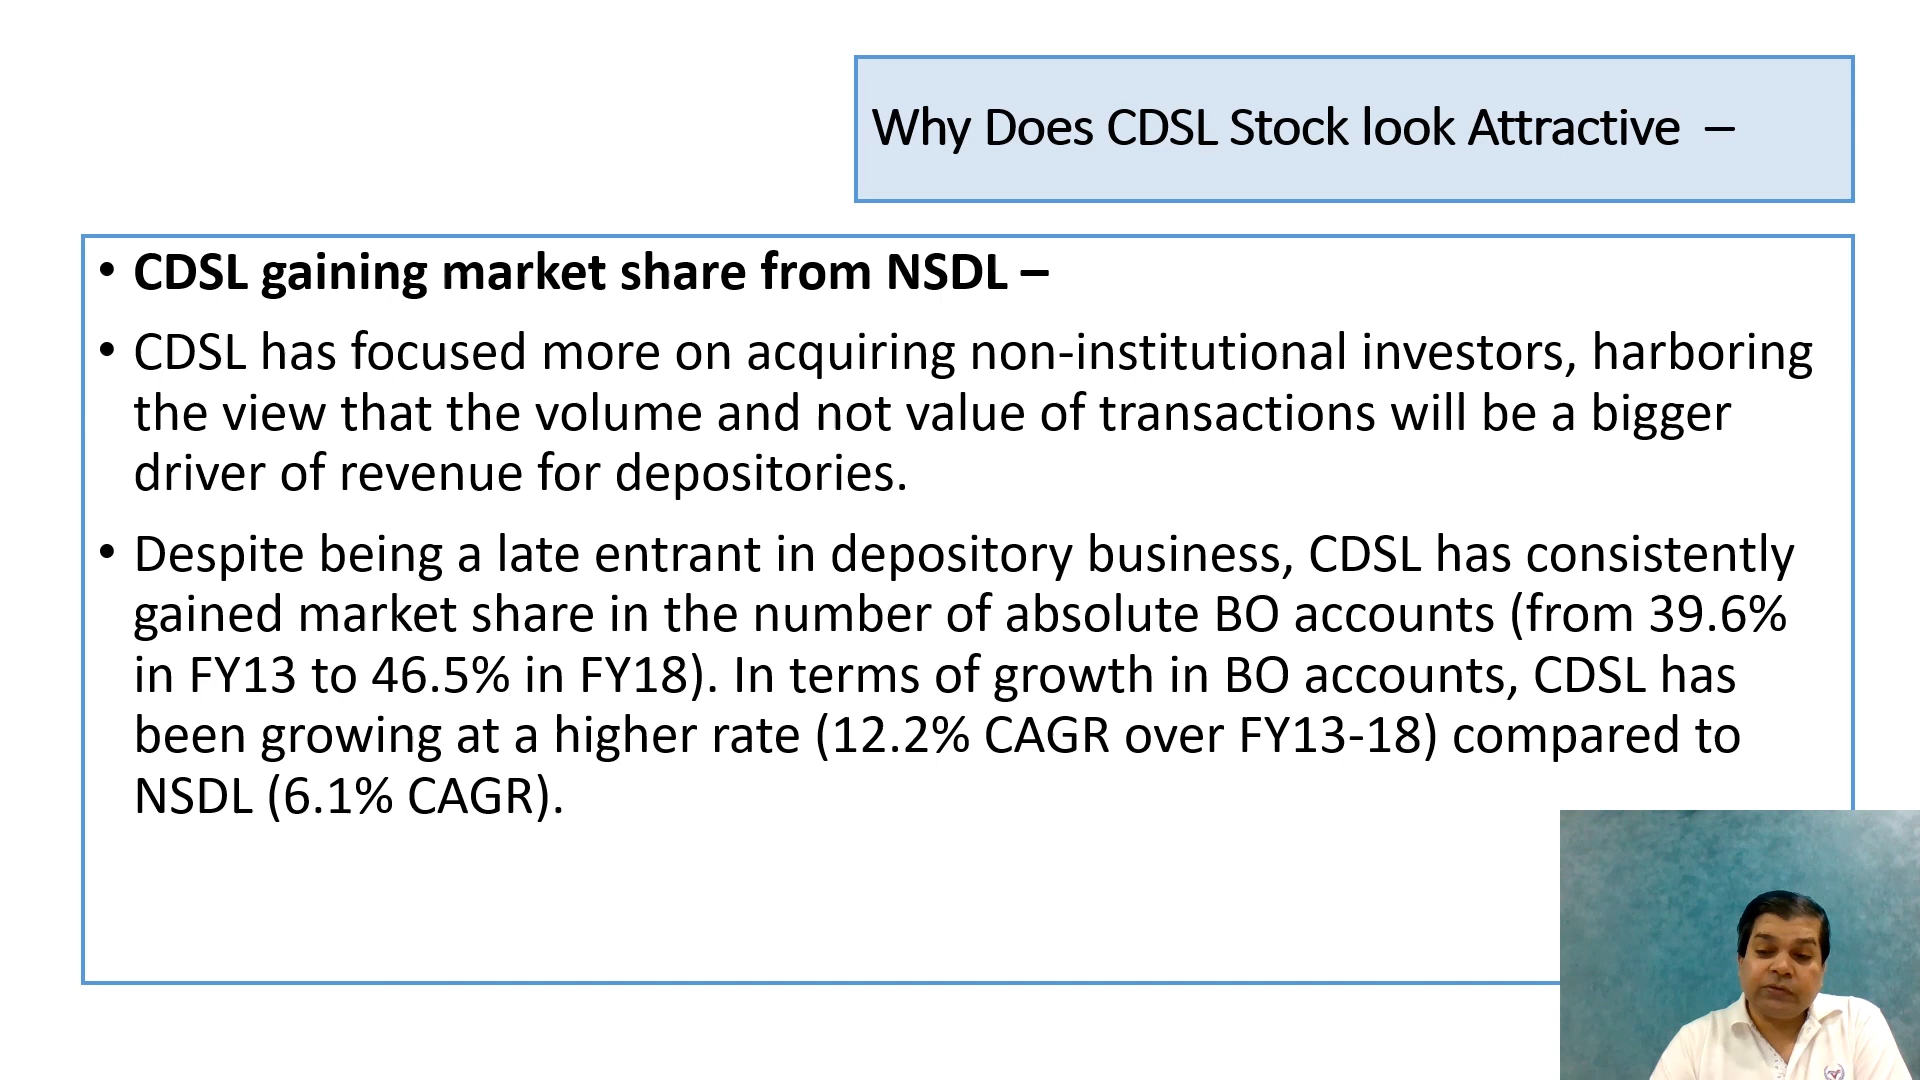 Why Does CDSL Stock look Attractive –
• CDSL gaining market share from NSDL –
• CDSL has focused more on acquiring non-institutional investors, harboring
the view that the volume and not value of transactions will be a bigger
driver of revenue for depositories.
• Despite being a late entrant in depository business, CDSL has consistently
gained market share in the number of absolute BO accounts (from 39.6%
in FY13 to 46.5% in FY18). In terms of growth in BO accounts, CDSL has
been growing at a higher rate (12.2% CAGR over FY13-18) compared to
NSDL (6.1% CAGR).